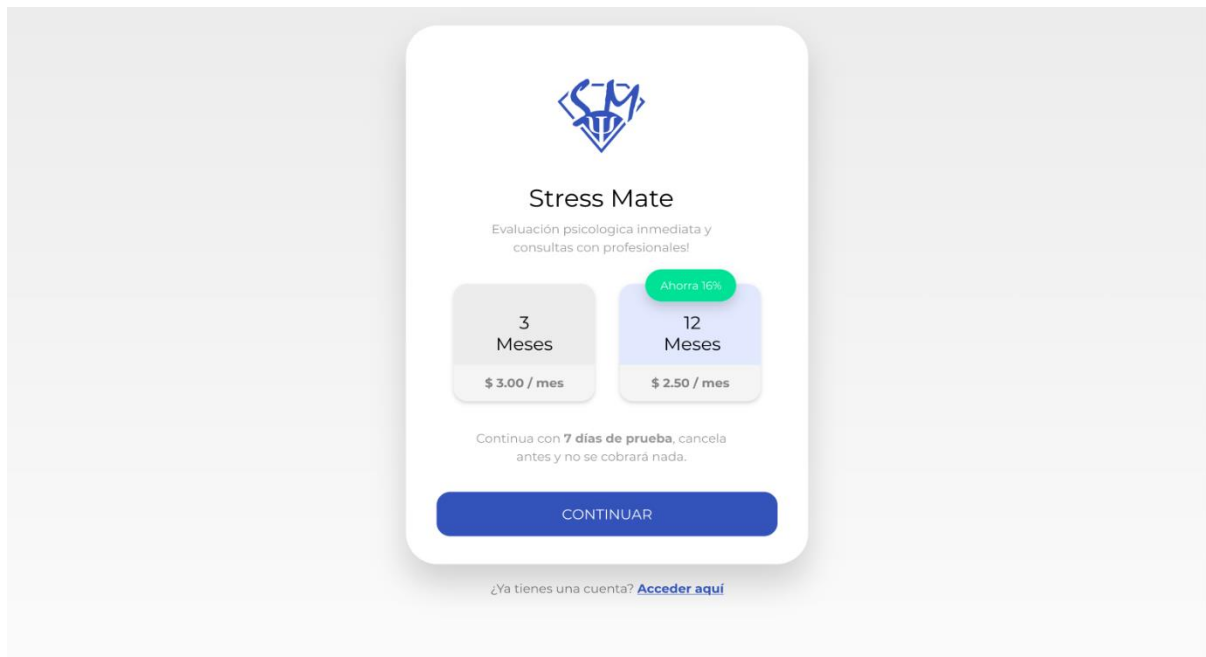 SM
Stress Mate
Evaluación psicologica inmediata y
consultas con profesionales!
Ahorra 16%
3
Meses
12
Meses
$ 3.00 / mes
$ 2.50 / mes
Continua con 7 días de prueba, cancela
antes y no se cobrará nada.
CONTINUAR
¿Ya tienes una cuenta? Acceder aquí